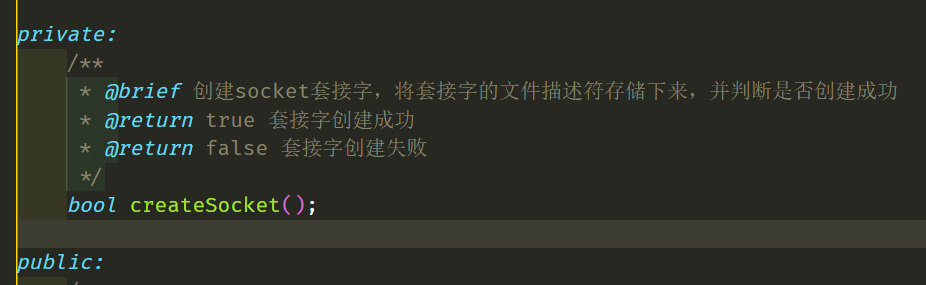 private:
/**
* @brief 创建socket套接字，将套接字的文件描述符存储下来，并判断是否创建成功
* @return true 套接字创建成功
* @return false 套接字创建失败
*/
bool createSocket();
public: